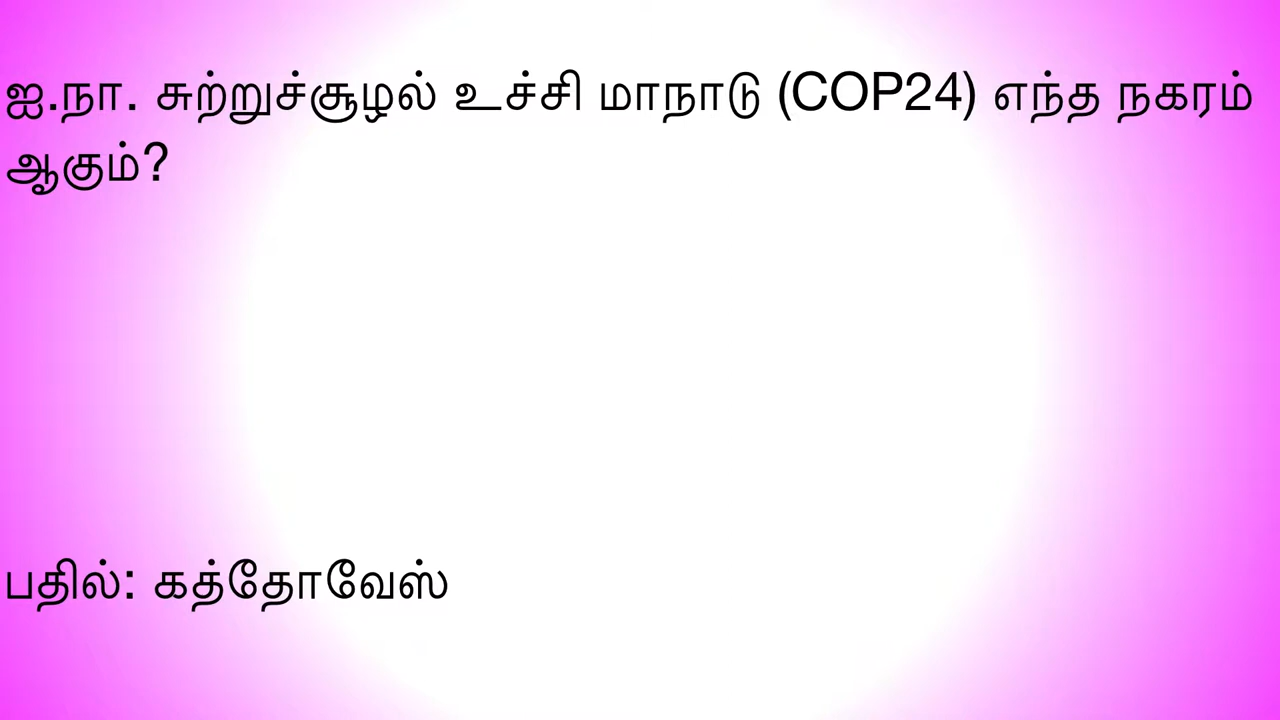 ஐ.நா. சுற்றுச்சூழல் உச்சி மாநாடு (COP24) எந்த நகரம்
ஆகும்?
பதில்: கத்தோவேஸ்